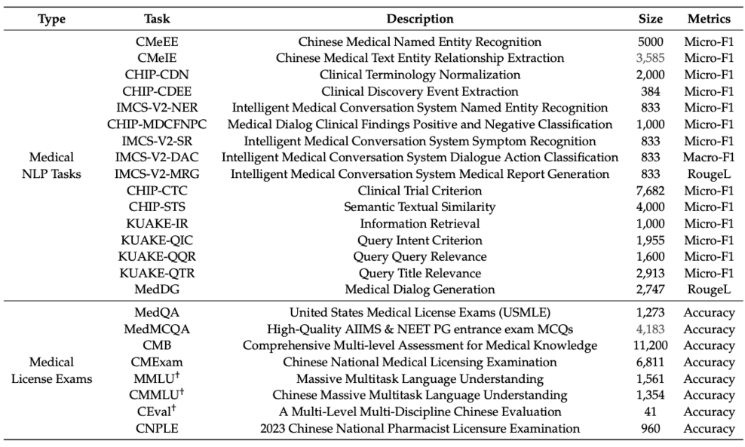 Type Task Description Size Metrics
CMeEE Chinese Medical Named Entity Recognition 5000 Micro-F1
CMeIE Chinese Medical Text Entity Relationship Extraction 3,585 Micro-F1
CHIP-CDN Clinical Terminology Normalization 2,000 Micro-F1
CHIP-CDEE Clinical Discovery Event Extraction 384 Micro-F1
IMCS-V2-NER Intelligent Medical Conversation System Named Entity Recognition 833 Micro-F1
CHIP-MDCFNPC Medical Dialog Clinical Findings Positive and Negative Classification 1,000 Micro-F1
IMCS-V2-SR Intelligent Medical Conversation System Symptom Recognition 833 Micro-F1
Medical IMCS-V2-DAC Intelligent Medical Conversation System Dialogue Action Classification 833 Macro-F1
NLP Tasks IMCS-V2-MRG Intelligent Medical Conversation System Medical Report Generation 833 RougeL
CHIP-CTC Clinical Trial Criterion 7,682 Micro-F1
CHIP-STS Semantic Textual Similarity 4,000 Micro-F1
KUAKE-IR Information Retrieval 1,000 Micro-F1
KUAKE-QIC Query Intent Criterion 1,955 Micro-F1
KUAKE-QQR Query Query Relevance 1,600 Micro-F1
KUAKE-QTR Query Title Relevance 2,913 Micro-F1
MedDG Medical Dialog Generation 2,747 RougeL
MedQA United States Medical License Exams (USMLE) 1,273 Accuracy
MedMCQA High-Quality AIIMS & NEET PG entrance exam MCQs 4,183 Accuracy
CMB Comprehensive Multi-level Assessment for Medical Knowledge 11,200 Accuracy
Medical CMExam Chinese National Medical Licensing Examination 6,811 Accuracy
License Exams MMLU† Massive Multitask Language Understanding 1,561 Accuracy
CMMLU† Chinese Massive Multitask Language Understanding 1,354 Accuracy
CEval† A Multi-Level Multi-Discipline Chinese Evaluation 41 Accuracy
CNPLE 2023 Chinese National Pharmacist Licensure Examination 960 Accuracy